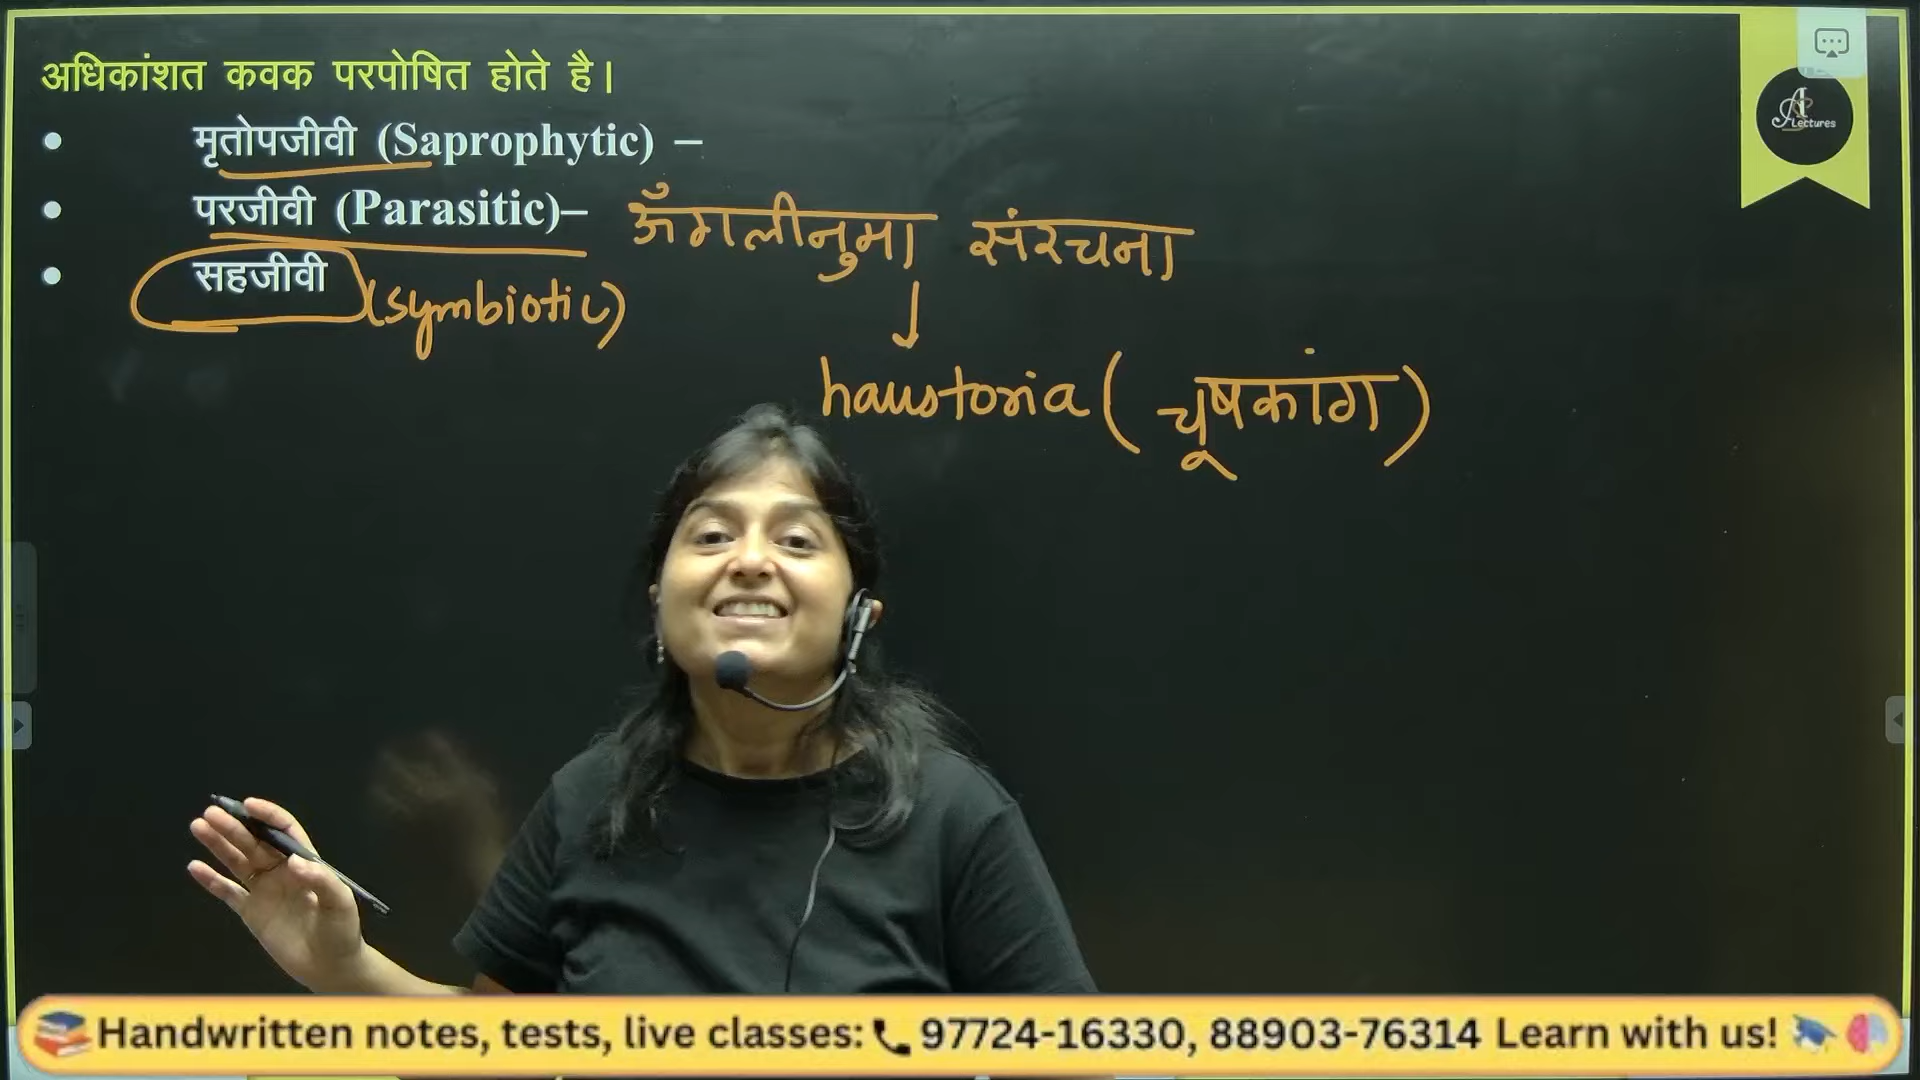 अधिकांशत कवक परपोषित होते है।
• मृतोपजीवी (Saprophytic) –
• परजीवी (Parasitic)– ऊँगलीनुमा संरचना
• सहजीवी (symbiotic)
haustoria (चूषकांग)
AS Lectures
Handwritten notes, tests, live classes: 97724-16330, 88903-76314 Learn with us!